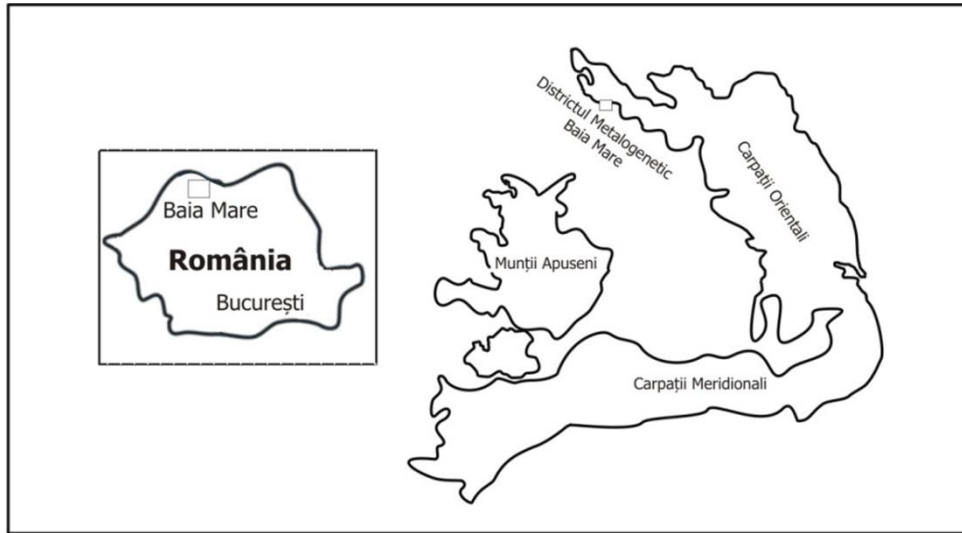 Baia Mare
România
București
Districtul Metalogenetic
Baia Mare
Carpații Orientali
Munții Apuseni
Carpații Meridionali